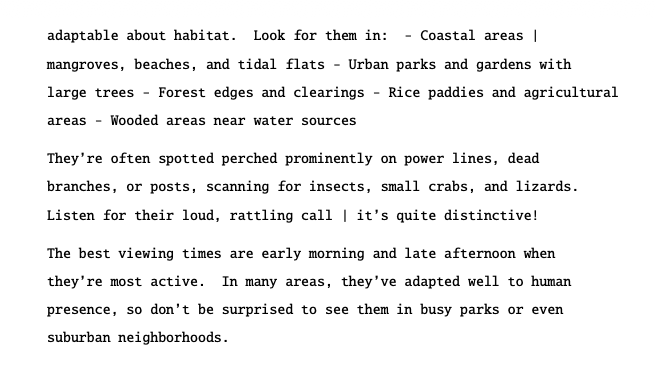 adaptable about habitat.  Look for them in:  – Coastal areas |
mangroves, beaches, and tidal flats – Urban parks and gardens with
large trees – Forest edges and clearings – Rice paddies and agricultural
areas – Wooded areas near water sources
They’re often spotted perched prominently on power lines, dead
branches, or posts, scanning for insects, small crabs, and lizards.
Listen for their loud, rattling call | it’s quite distinctive!
The best viewing times are early morning and late afternoon when
they’re most active.  In many areas, they’ve adapted well to human
presence, so don’t be surprised to see them in busy parks or even
suburban neighborhoods.